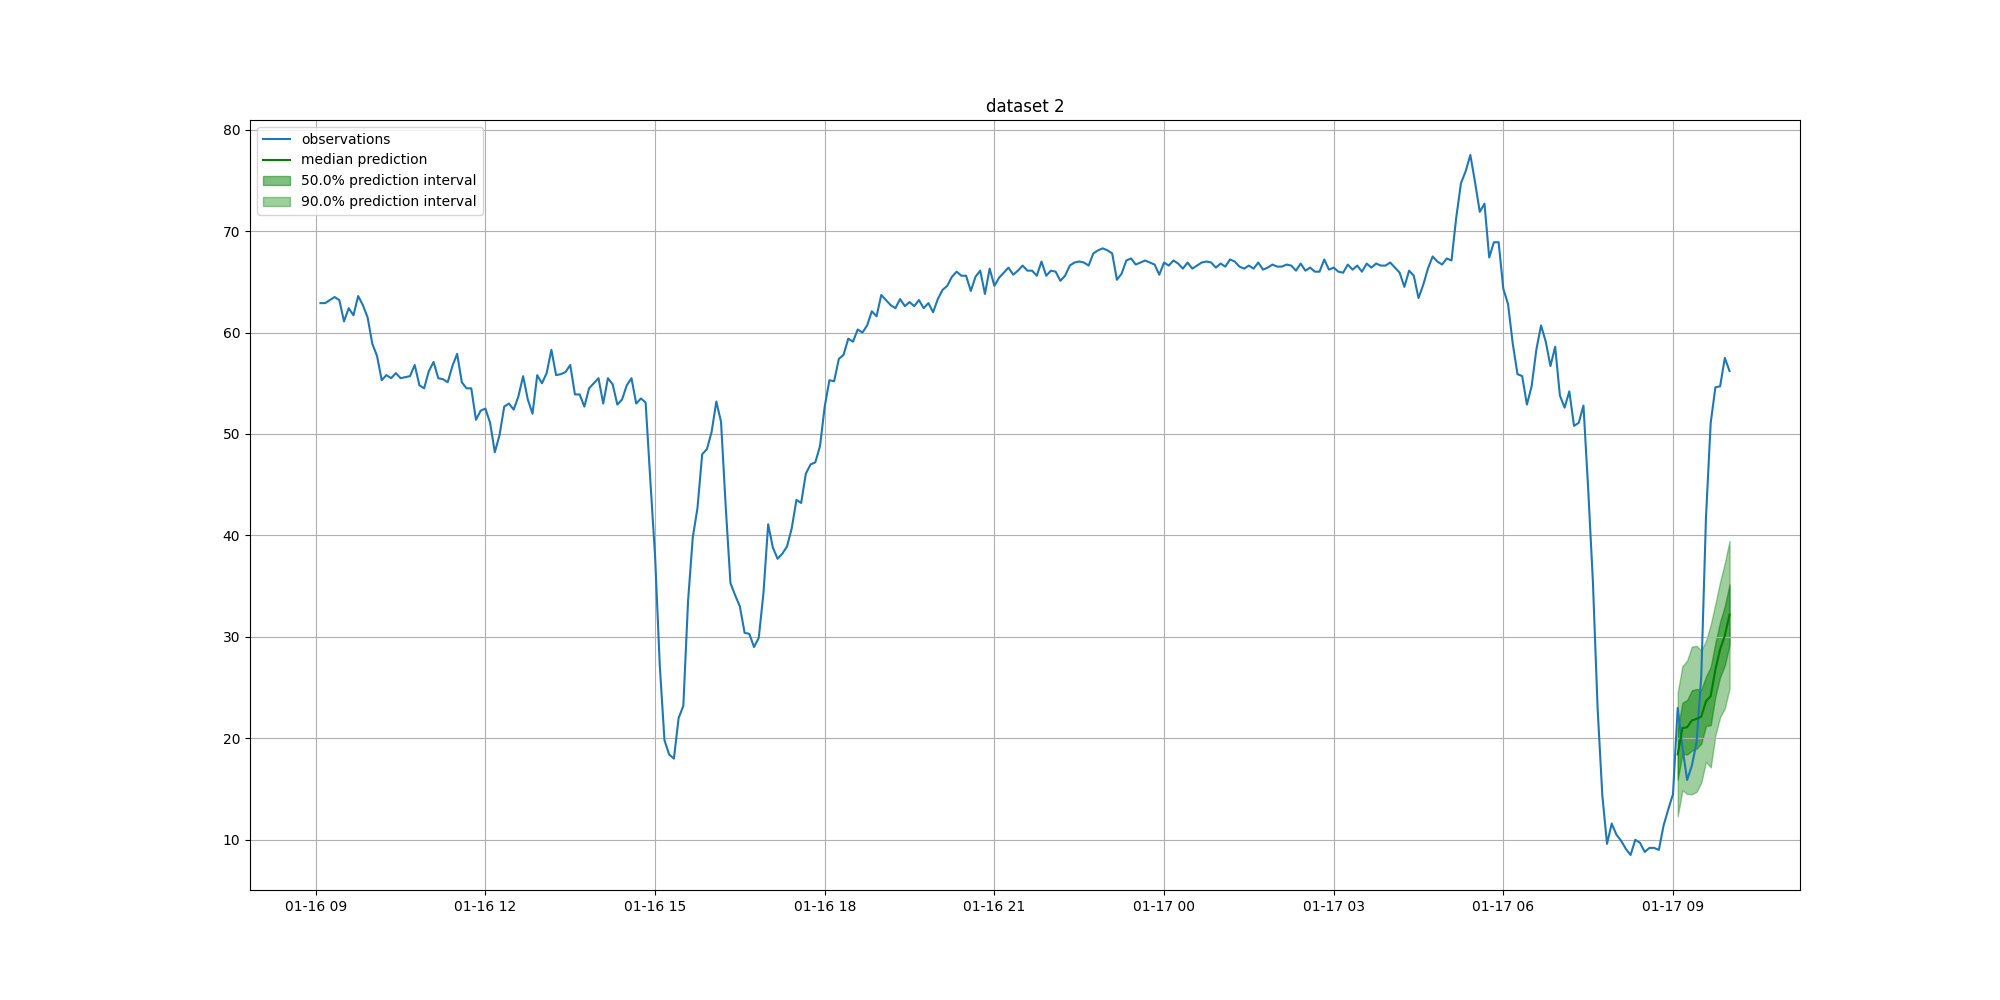 dataset 2
observations
median prediction
50.0% prediction interval
90.0% prediction interval
80
70
60
50
40
30
20
10
01-16 09 01-16 12 01-16 15 01-16 18 01-16 21 01-17 00 01-17 03 01-17 06 01-17 09